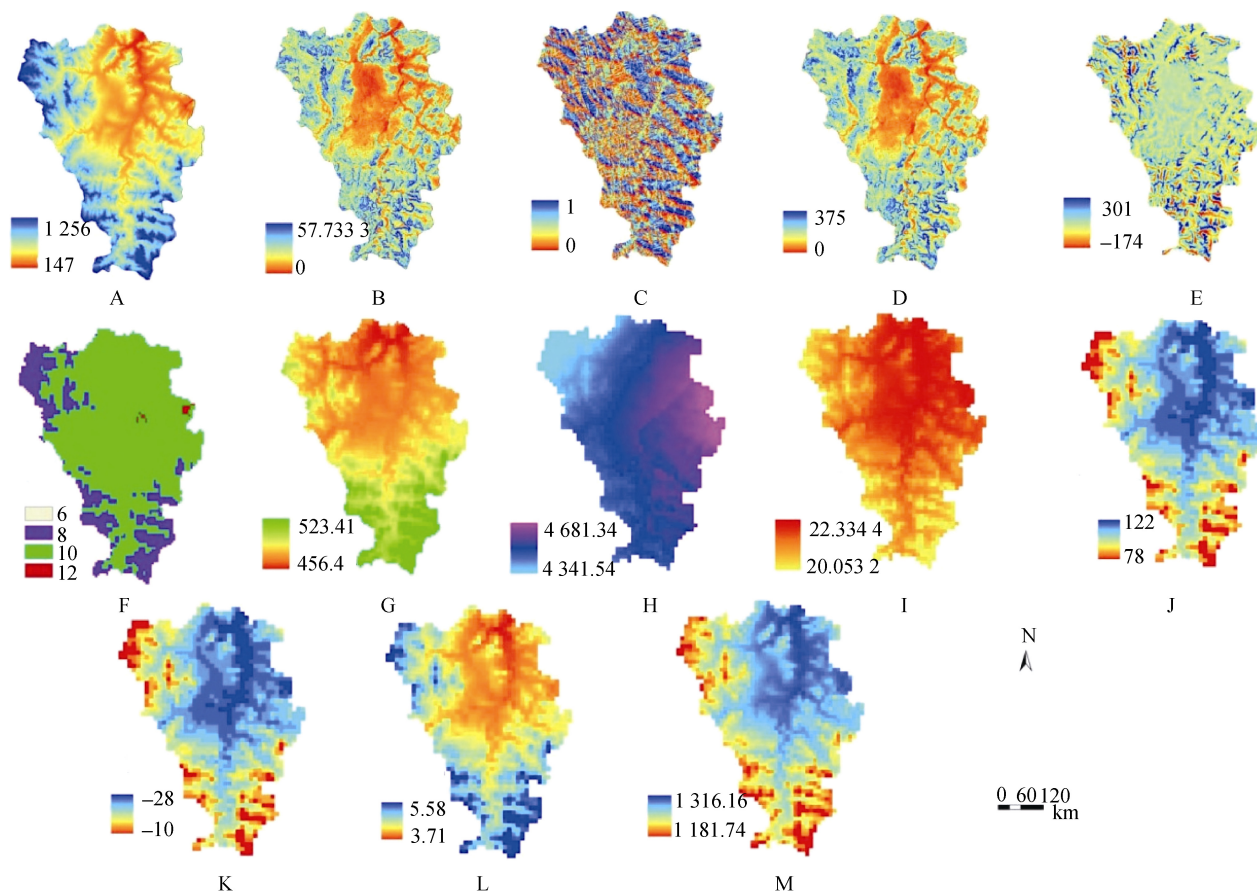 1 256
147
A
57.733 3
0
B
1
0
C
375
0
D
301
–174
E
6
8
10
12
F
523.41
456.4
G
4 681.34
4 341.54
H
22.334 4
20.053 2
I
122
78
J
–28
–10
K
5.58
3.71
L
1 316.16
1 181.74
M
N
0 60 120
km